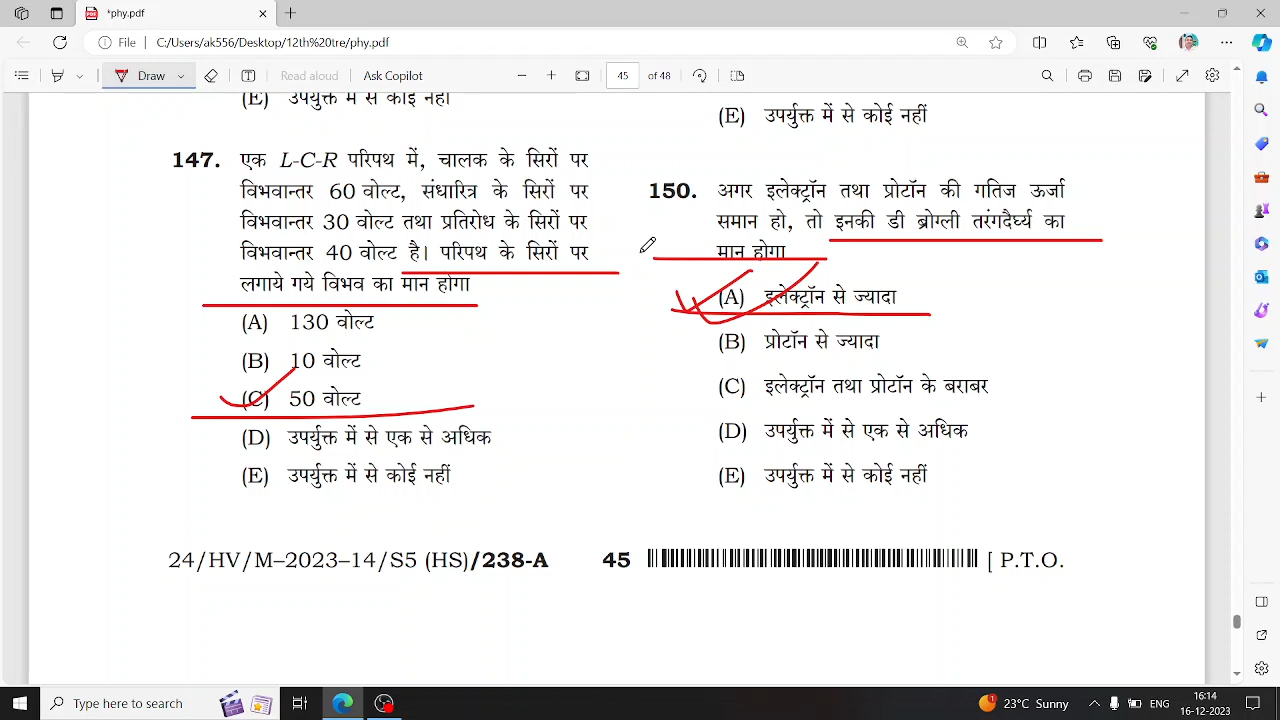 *phy.pdf
File C:/Users/ak556/Desktop/12th%20tre/phy.pdf
Draw Read aloud Ask Copilot 45 of 48
(E) उपर्युक्त में से कोई नहीं
147. एक L-C-R परिपथ में, चालक के सिरों पर
विभवान्तर 60 वोल्ट, संधारित्र के सिरों पर
विभवान्तर 30 वोल्ट तथा प्रतिरोध के सिरों पर
विभवान्तर 40 वोल्ट है। परिपथ के सिरों पर
लगाये गये विभव का मान होगा
(A) 130 वोल्ट
(B) 10 वोल्ट
(C) 50 वोल्ट
(D) उपर्युक्त में से एक से अधिक
(E) उपर्युक्त में से कोई नहीं
(E) उपर्युक्त में से कोई नहीं
150. अगर इलेक्ट्रॉन तथा प्रोटॉन की गतिज ऊर्जा
समान हो, तो इनकी डी ब्रोग्ली तरंगदैर्घ्य का
मान होगा
(A) इलेक्ट्रॉन से ज्यादा
(B) प्रोटॉन से ज्यादा
(C) इलेक्ट्रॉन तथा प्रोटॉन के बराबर
(D) उपर्युक्त में से एक से अधिक
(E) उपर्युक्त में से कोई नहीं
24/HV/M–2023–14/S5 (HS)/238-A 45 [ P.T.O.
Type here to search 23°C Sunny ENG 16:14
16-12-2023